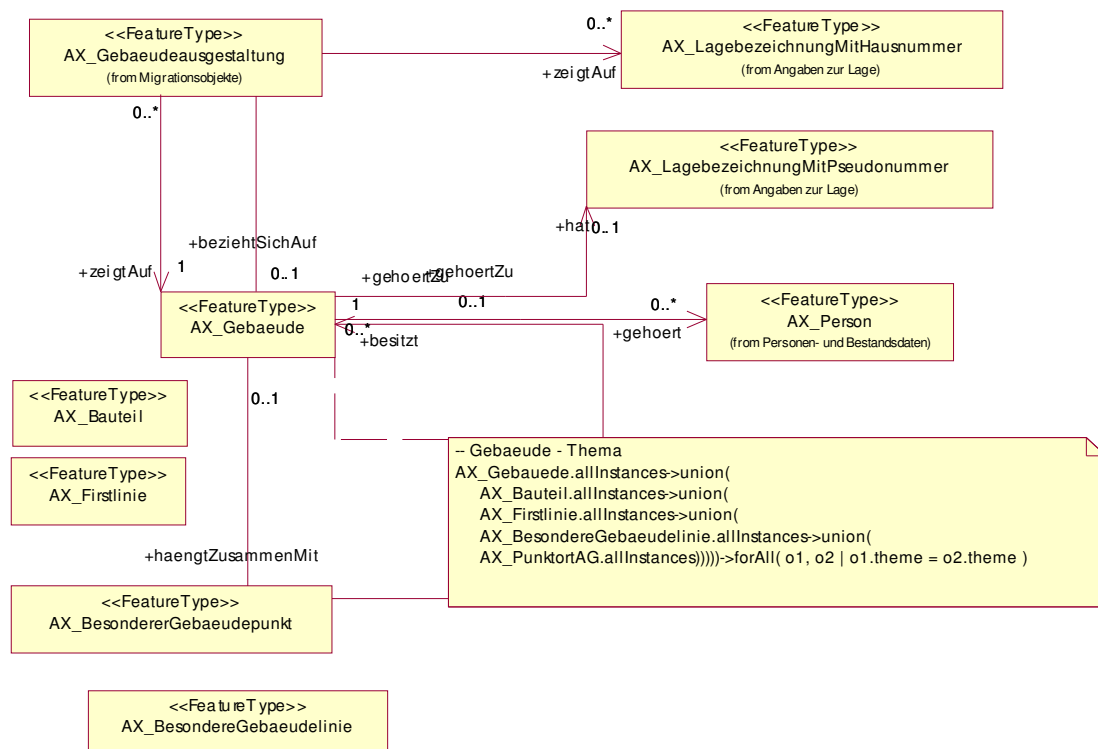 <<FeatureType>>
AX_Gebaeudeausgestaltung
(from Migrationsobjekte)
0..*
<<FeatureType>>
AX_LagebezeichnungMitHausnummer
(from Angaben zur Lage)
+zeigtAuf
0..*
<<FeatureType>>
AX_LagebezeichnungMitPseudonummer
(from Angaben zur Lage)
+hat
0..1
+beziehtSichAuf
+zeigtAuf
1
0..1
+gehoertZu
+gehoertZu
<<FeatureType>>
AX_Gebaeude
1
0..1
0..*
+besitzt
0..*
+gehoert
<<FeatureType>>
AX_Person
(from Personen- und Bestandsdaten)
<<FeatureType>>
AX_Bauteil
0..1
<<FeatureType>>
AX_Firstlinie
-- Gebaeude - Thema
AX_Gebauede.allInstances->union(
AX_Bauteil.allInstances->union(
AX_Firstlinie.allInstances->union(
AX_BesondereGebaeudelinie.allInstances->union(
AX_PunktortAG.allInstances)))))->forAll( o1, o2 | o1.theme = o2.theme )
+haengtZusammenMit
<<FeatureType>>
AX_BesondererGebaeudepunkt
<<FeatureType>>
AX_BesondereGebaeudelinie